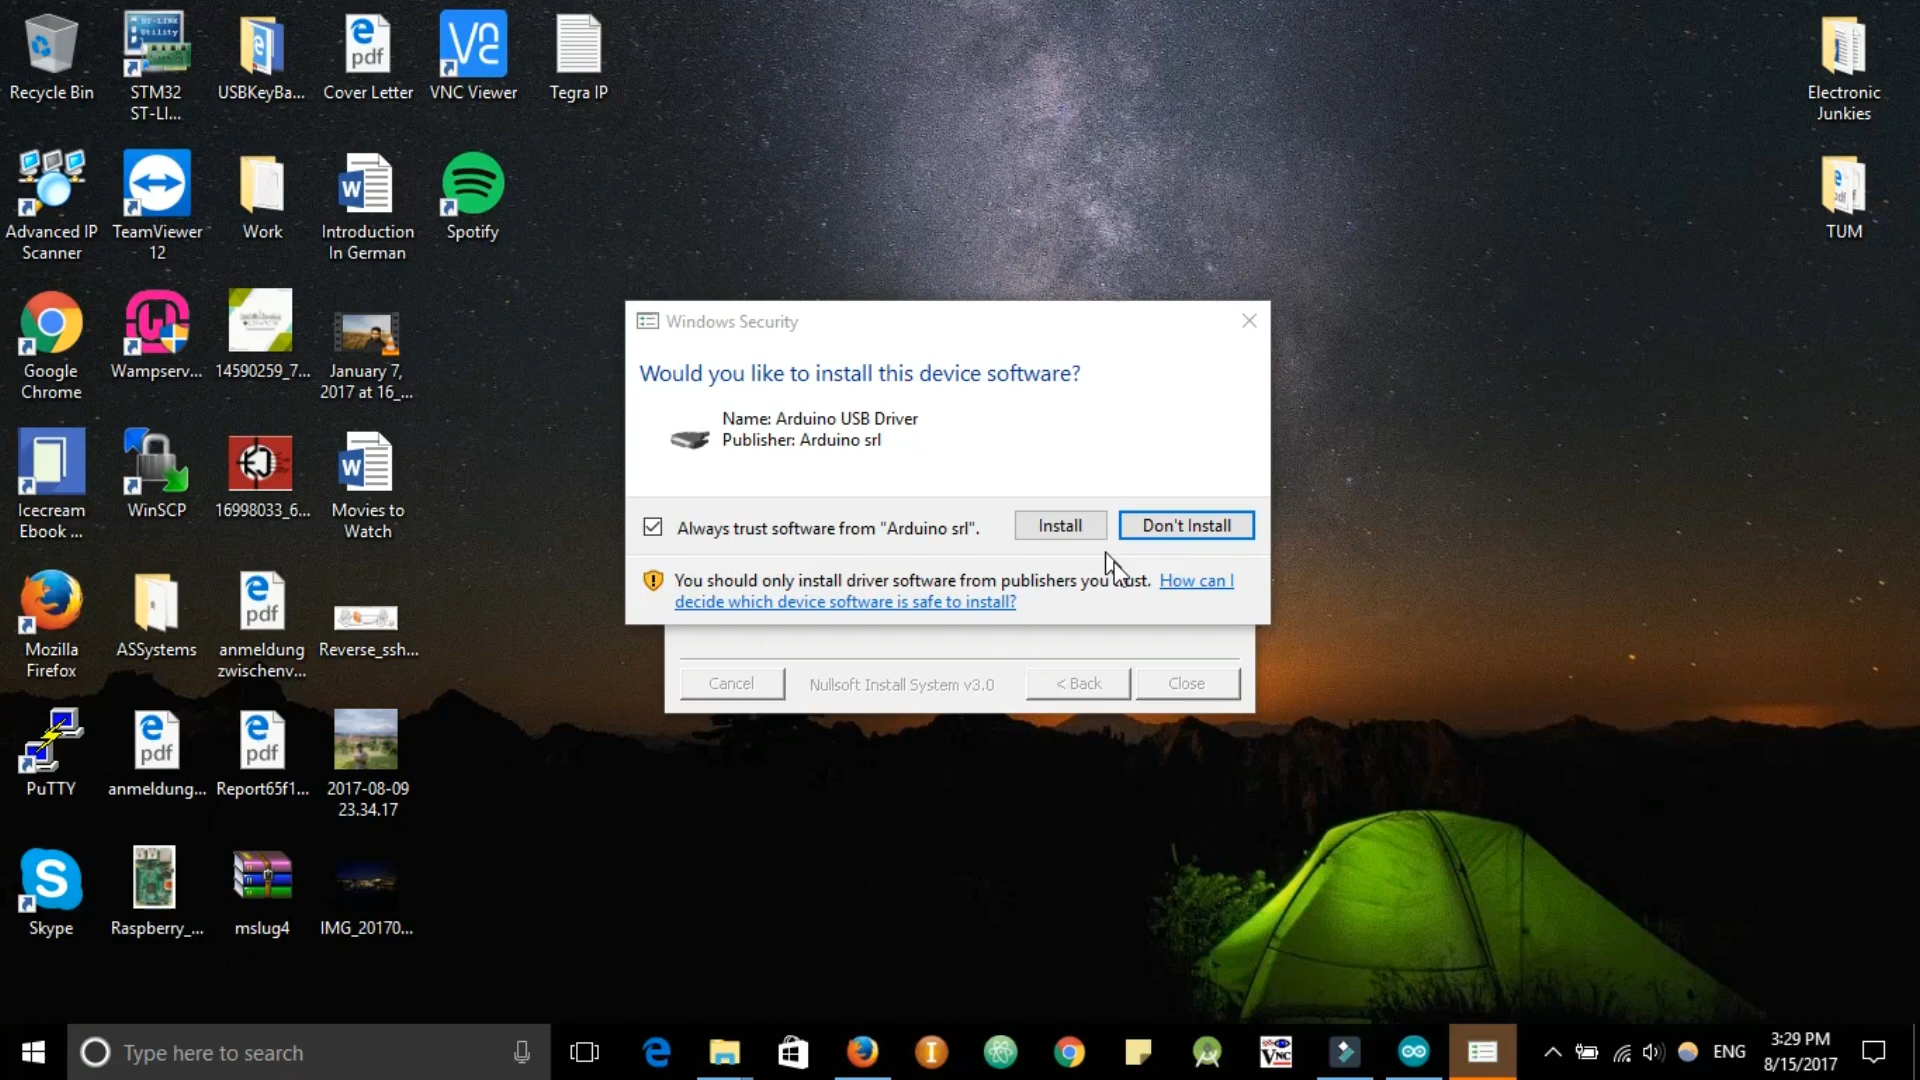 Recycle Bin
STM32
ST-LI...
USBKeyBa...
Cover Letter
VNC Viewer
Tegra IP
Electronic
Junkies
Advanced IP
Scanner
TeamViewer
12
Work
Introduction
In German
Spotify
TUM
Google
Chrome
Wampserv...
14590259_7...
January 7,
2017 at 16_...
Windows Security
Would you like to install this device software?
Name: Arduino USB Driver
Publisher: Arduino srl
Always trust software from "Arduino srl".
Install
Don't Install
You should only install driver software from publishers you trust. How can I
decide which device software is safe to install?
Cancel
Nullsoft Install System v3.0
< Back
Close
Icecream
Ebook ...
WinSCP
16998033_6...
Movies to
Watch
Mozilla
Firefox
ASSystems
anmeldung
zwischenv...
Reverse_ssh...
PuTTY
anmeldung...
Report65f1...
2017-08-09
23.34.17
Skype
Raspberry_...
mslug4
IMG_20170...
Type here to search
ENG
3:29 PM
8/15/2017